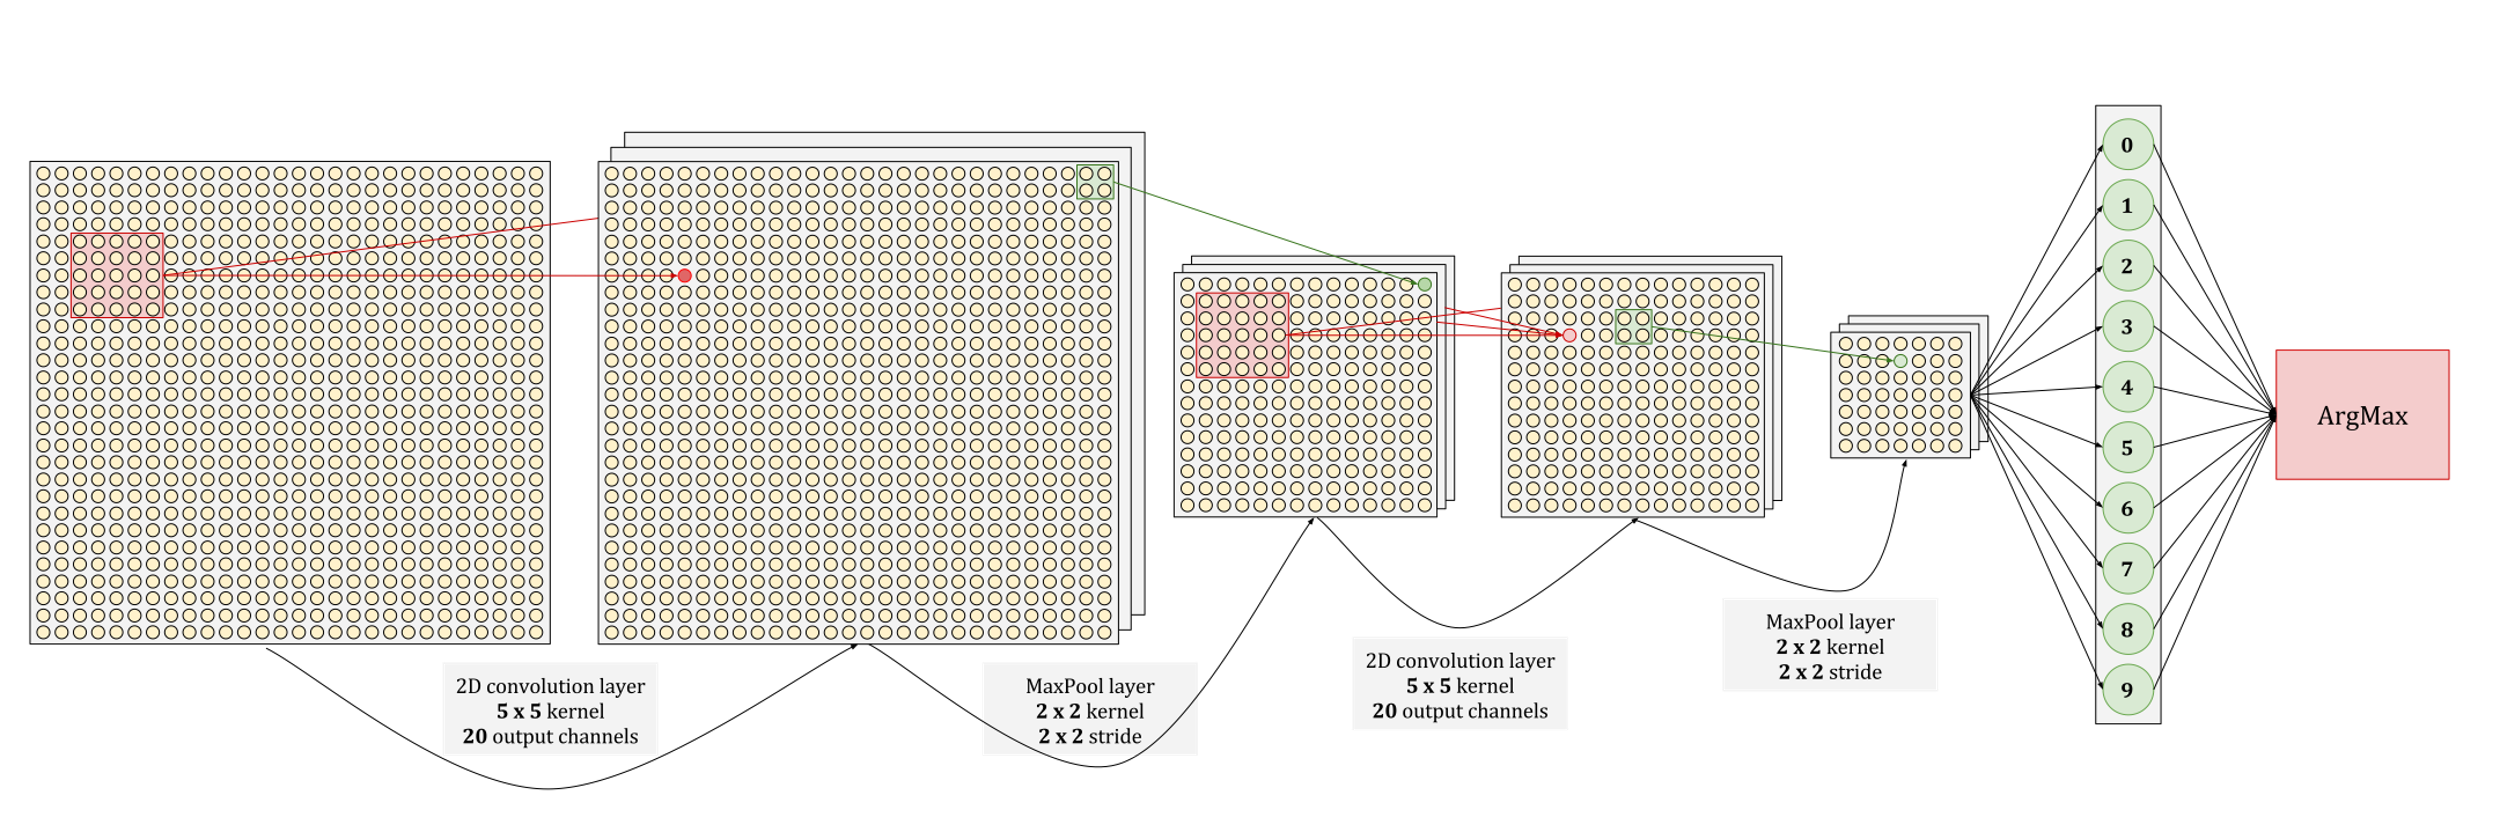 2D convolution layer
5 x 5 kernel
20 output channels
MaxPool layer
2 x 2 kernel
2 x 2 stride
2D convolution layer
5 x 5 kernel
20 output channels
MaxPool layer
2 x 2 kernel
2 x 2 stride
0
1
2
3
4
5
6
7
8
9
ArgMax